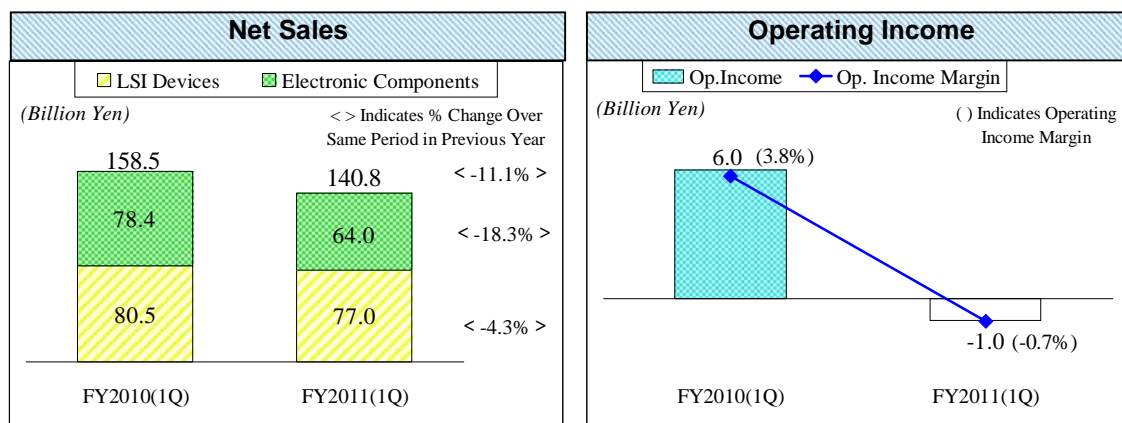 Net Sales
LSI Devices Electronic Components
(Billion Yen)
< > Indicates % Change Over
Same Period in Previous Year
158.5
140.8
< -11.1% >
78.4
64.0
< -18.3% >
80.5
77.0
< -4.3% >
FY2010(1Q) FY2011(1Q)
Operating Income
Op.Income Op. Income Margin
(Billion Yen)
( ) Indicates Operating
Income Margin
6.0 (3.8%)
-1.0 (-0.7%)
FY2010(1Q) FY2011(1Q)